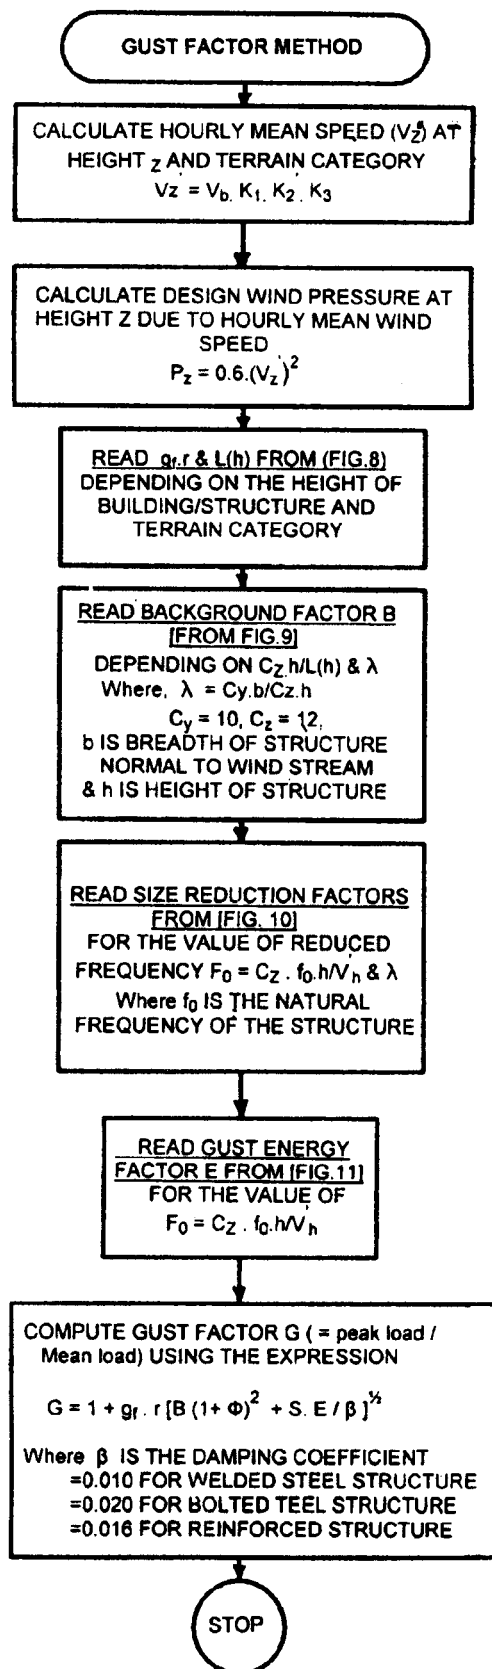 GUST FACTOR METHOD
CALCULATE HOURLY MEAN SPEED (Vz') AT
HEIGHT z AND TERRAIN CATEGORY
Vz' = Vb. K1. K2'. K3
CALCULATE DESIGN WIND PRESSURE AT
HEIGHT Z DUE TO HOURLY MEAN WIND
SPEED
Pz = 0.6.(Vz')²
READ gf.r & L(h) FROM (FIG.8)
DEPENDING ON THE HEIGHT OF
BUILDING/STRUCTURE AND
TERRAIN CATEGORY
READ BACKGROUND FACTOR B
[FROM FIG.9]
DEPENDING ON Cz.h/L(h) & λ
Where, λ = Cy.b/Cz.h
Cy = 10, Cz = 12,
b IS BREADTH OF STRUCTURE
NORMAL TO WIND STREAM
& h IS HEIGHT OF STRUCTURE
READ SIZE REDUCTION FACTORS
FROM [FIG. 10]
FOR THE VALUE OF REDUCED
FREQUENCY F0 = Cz . f0.h/V'h & λ
Where f0 IS THE NATURAL
FREQUENCY OF THE STRUCTURE
READ GUST ENERGY
FACTOR E FROM [FIG.11]
FOR THE VALUE OF
F0 = Cz . f0.h/V'h
COMPUTE GUST FACTOR G ( = peak load /
Mean load) USING THE EXPRESSION
G = 1 + gf . r [B (1+ Φ)² + S. E / β ]^½
Where β IS THE DAMPING COEFFICIENT
=0.010 FOR WELDED STEEL STRUCTURE
=0.020 FOR BOLTED TEEL STRUCTURE
=0.016 FOR REINFORCED STRUCTURE
STOP